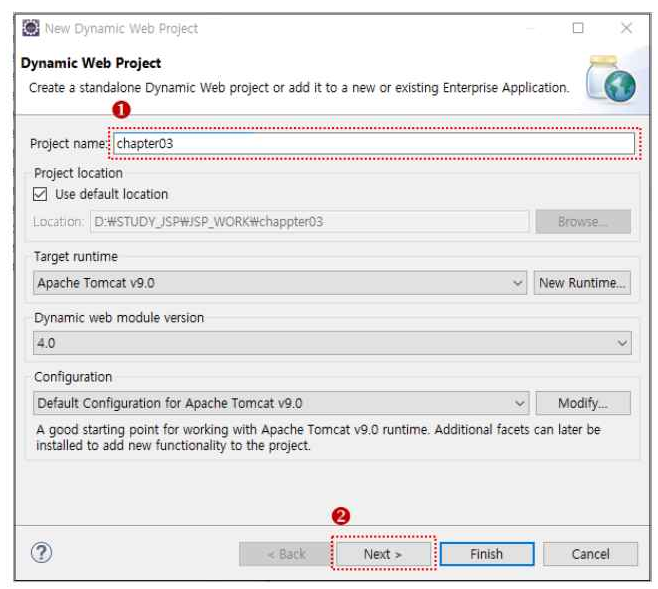 New Dynamic Web Project
Dynamic Web Project
Create a standalone Dynamic Web project or add it to a new or existing Enterprise Application.
❶
Project name: chapter03
Project location
Use default location
Location: D:₩STUDY_JSP₩JSP_WORK₩chappter03 Browse...
Target runtime
Apache Tomcat v9.0 New Runtime...
Dynamic web module version
4.0
Configuration
Default Configuration for Apache Tomcat v9.0 Modify...
A good starting point for working with Apache Tomcat v9.0 runtime. Additional facets can later be
installed to add new functionality to the project.
❷
? < Back Next > Finish Cancel